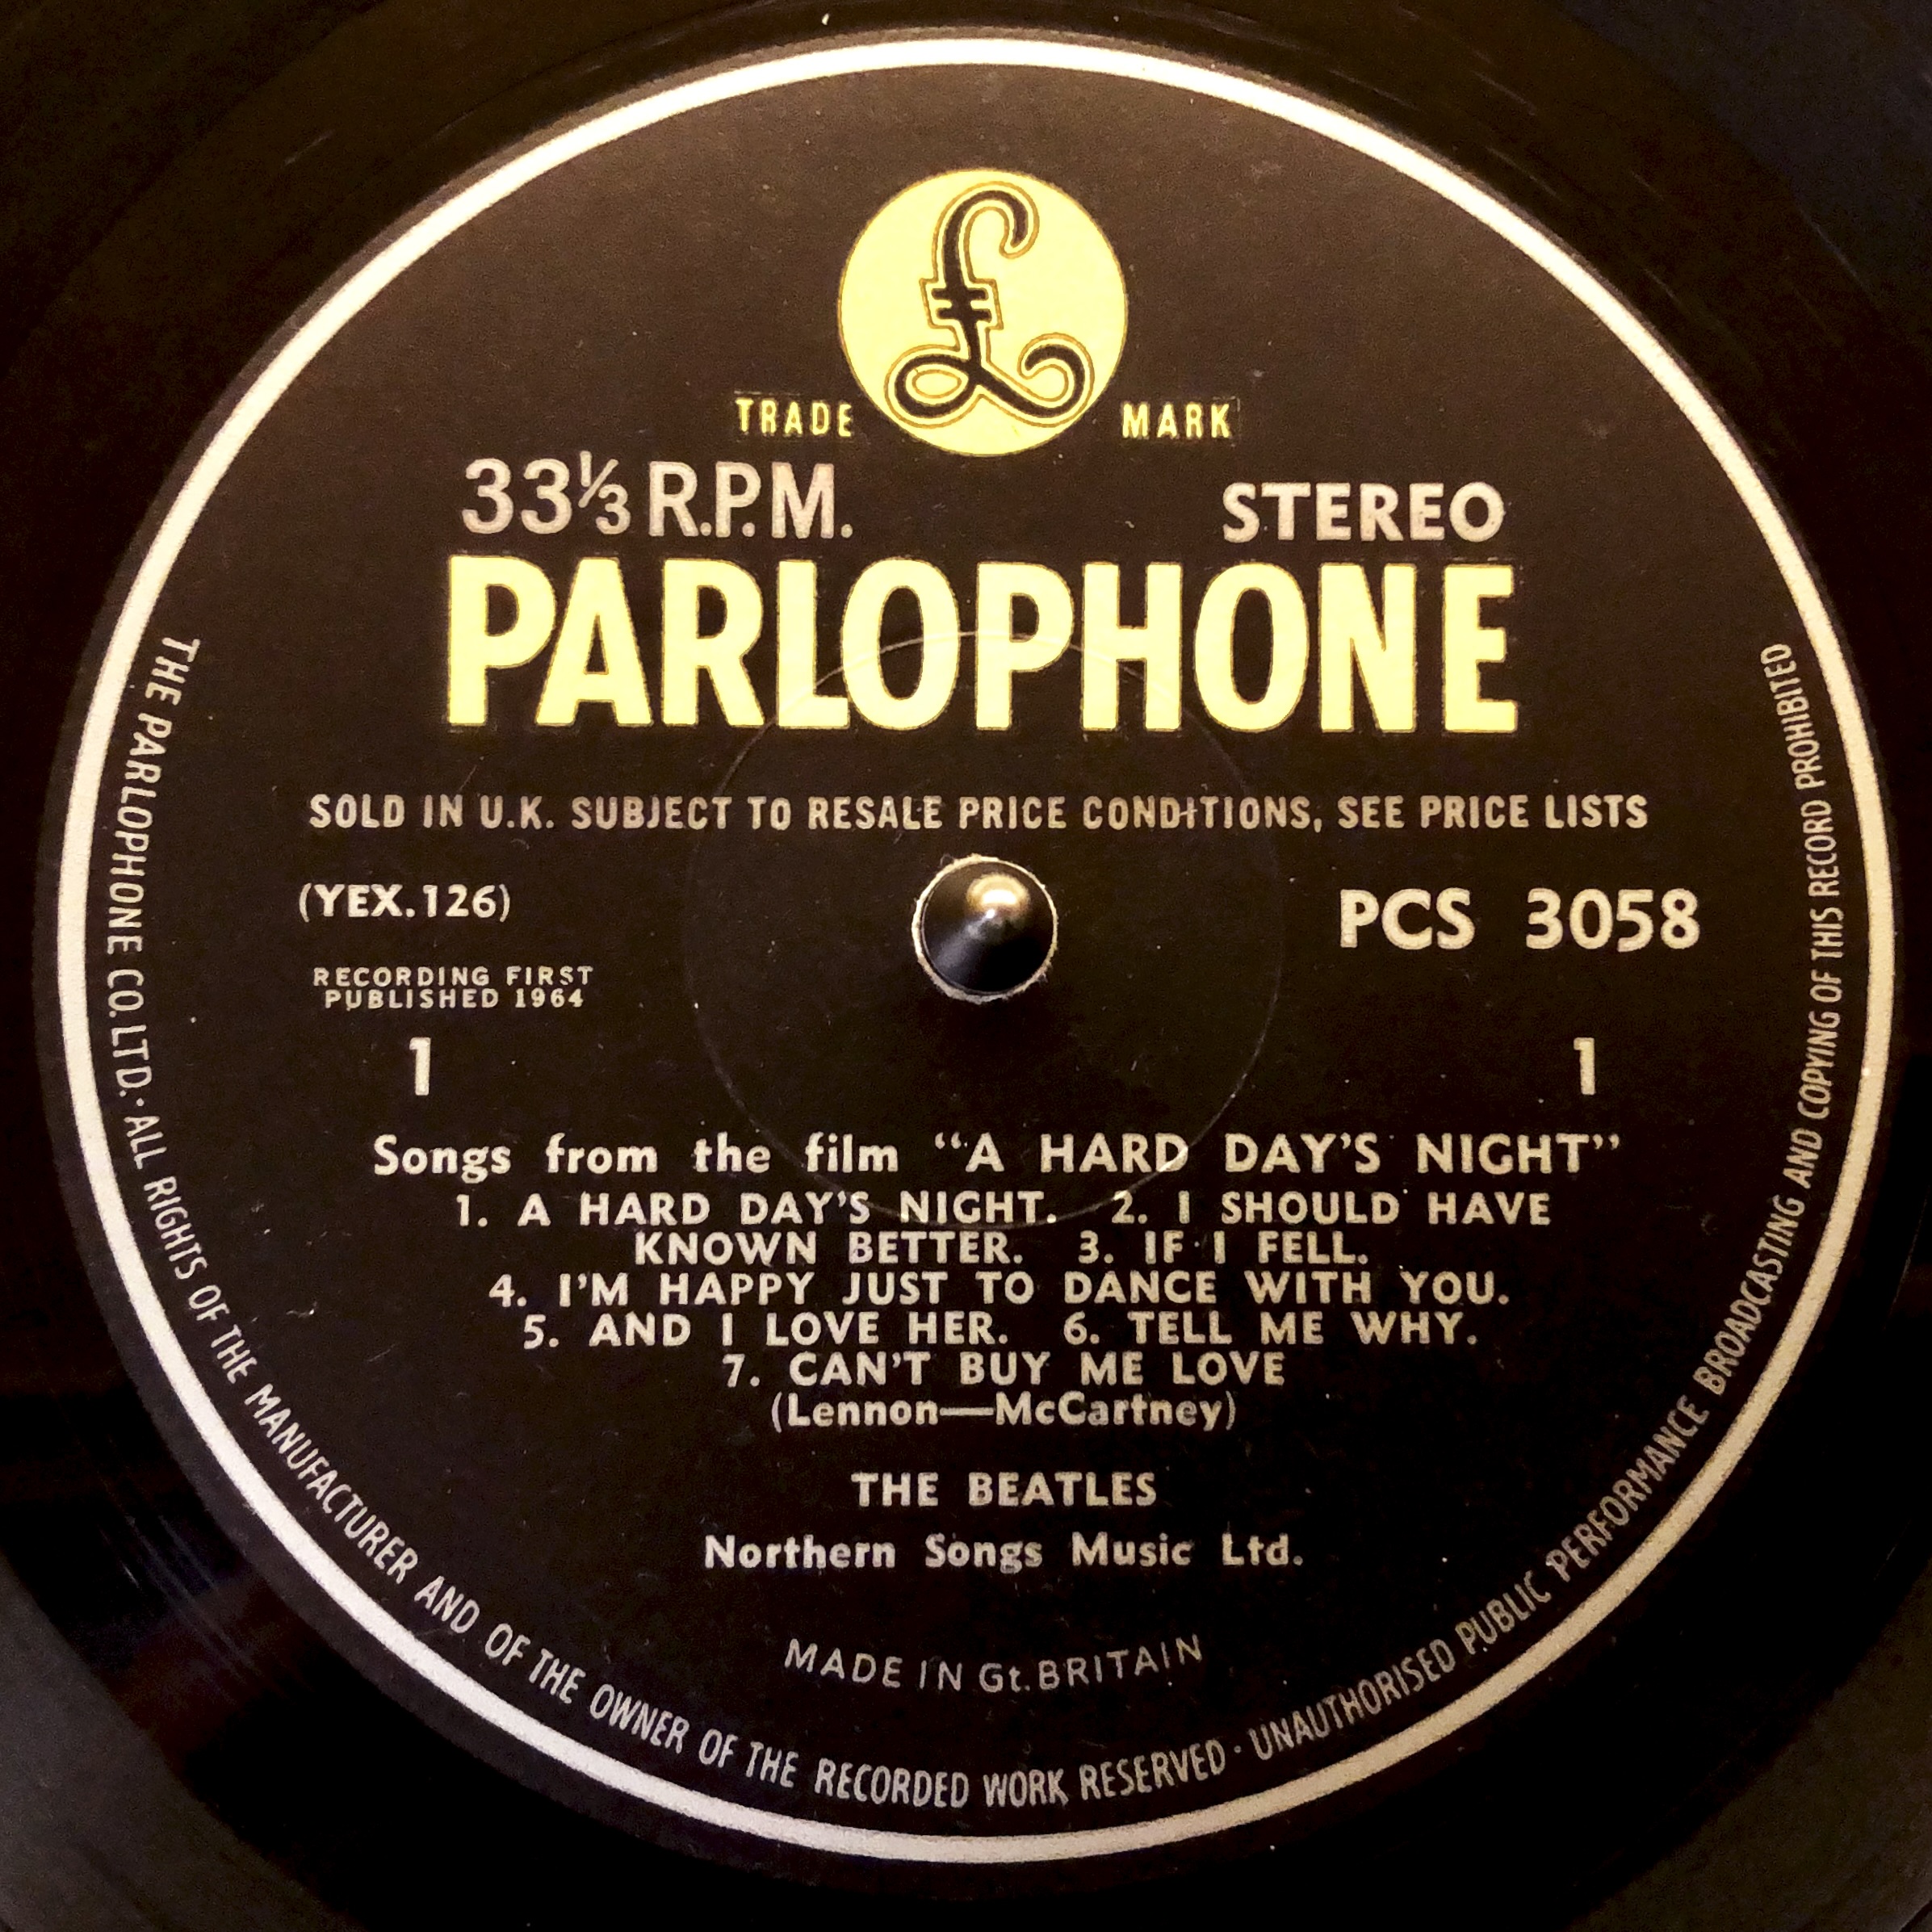 £
TRADE MARK
33⅓ R.P.M. STEREO
PARLOPHONE
SOLD IN U.K. SUBJECT TO RESALE PRICE CONDITIONS, SEE PRICE LISTS
(YEX.126) PCS 3058
RECORDING FIRST
PUBLISHED 1964
1 1
Songs from the film “A HARD DAY’S NIGHT”
1. A HARD DAY’S NIGHT. 2. I SHOULD HAVE
KNOWN BETTER. 3. IF I FELL.
4. I’M HAPPY JUST TO DANCE WITH YOU.
5. AND I LOVE HER. 6. TELL ME WHY.
7. CAN’T BUY ME LOVE
(Lennon—McCartney)
THE BEATLES
Northern Songs Music Ltd.
MADE IN Gt. BRITAIN
THE PARLOPHONE CO. LTD. · ALL RIGHTS OF THE MANUFACTURER AND OF THE OWNER OF THE RECORDED WORK RESERVED · UNAUTHORISED PUBLIC PERFORMANCE BROADCASTING AND COPYING OF THIS RECORD PROHIBITED